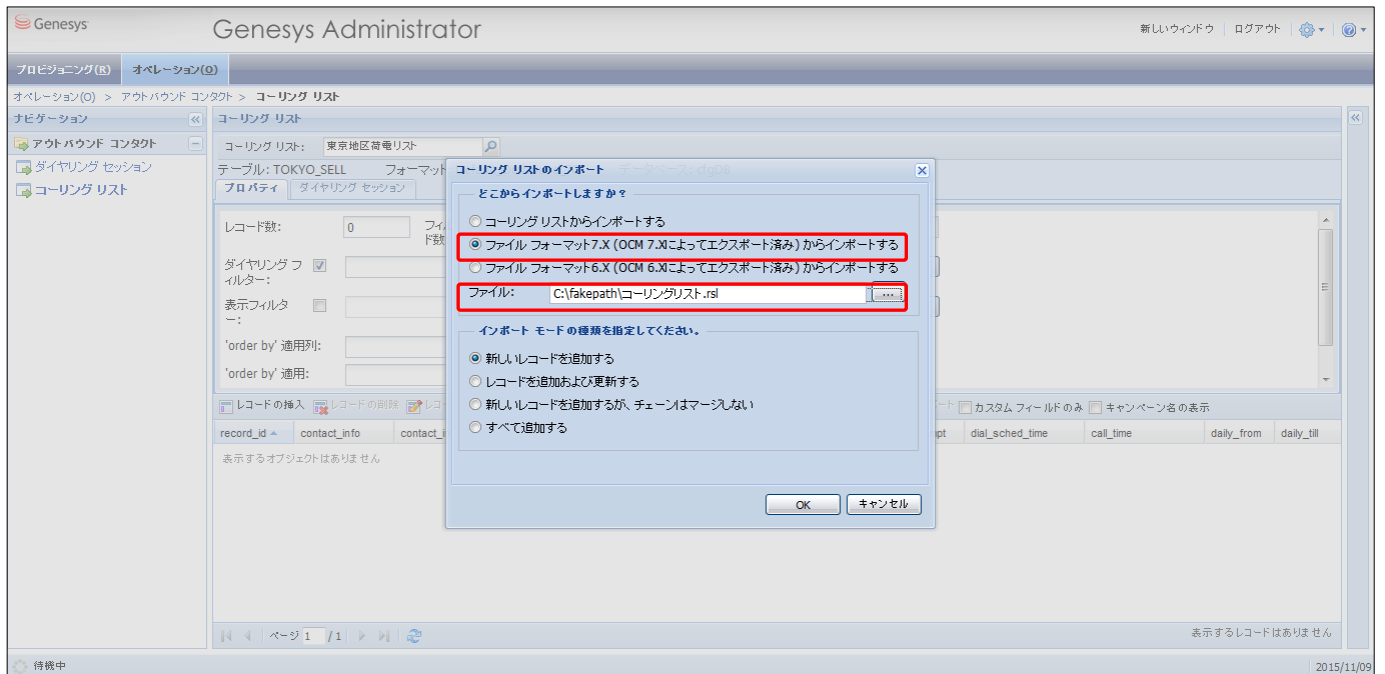 Genesys
Genesys Administrator
新しいウィンドウ
ログアウト
プロビジョニング(R)
オペレーション(O)
オペレーション(O) > アウトバウンド コンタクト > コーリング リスト
ナビゲーション
アウトバウンド コンタクト
ダイヤリング セッション
コーリング リスト
コーリング リスト
コーリング リスト: 東京地区荷電リスト
テーブル: TOKYO_SELL フォーマット データベース: cfgDB
プロパティ ダイヤリング セッション
レコード数: 0
ダイヤリング フィルター:
表示フィルター:
'order by' 適用列:
'order by' 適用:
コーリング リストのインポート
どこからインポートしますか?
コーリング リストからインポートする
ファイル フォーマット7.X (OCM 7.Xによってエクスポート済み) からインポートする
ファイル フォーマット6.X (OCM 6.Xによってエクスポート済み) からインポートする
ファイル: C:\fakepath\コーリングリスト.rsl ...
インポート モードの種類を指定してください。
新しいレコードを追加する
レコードを追加および更新する
新しいレコードを追加するが、チェーンはマージしない
すべて追加する
OK キャンセル
レコードの挿入 レコードの削除 カスタム フィールドのみ キャンペーン名の表示
record_id contact_info dial_sched_time call_time daily_from daily_till
表示するオブジェクトはありません
ページ 1 /1
表示するレコードはありません
待機中
2015/11/09